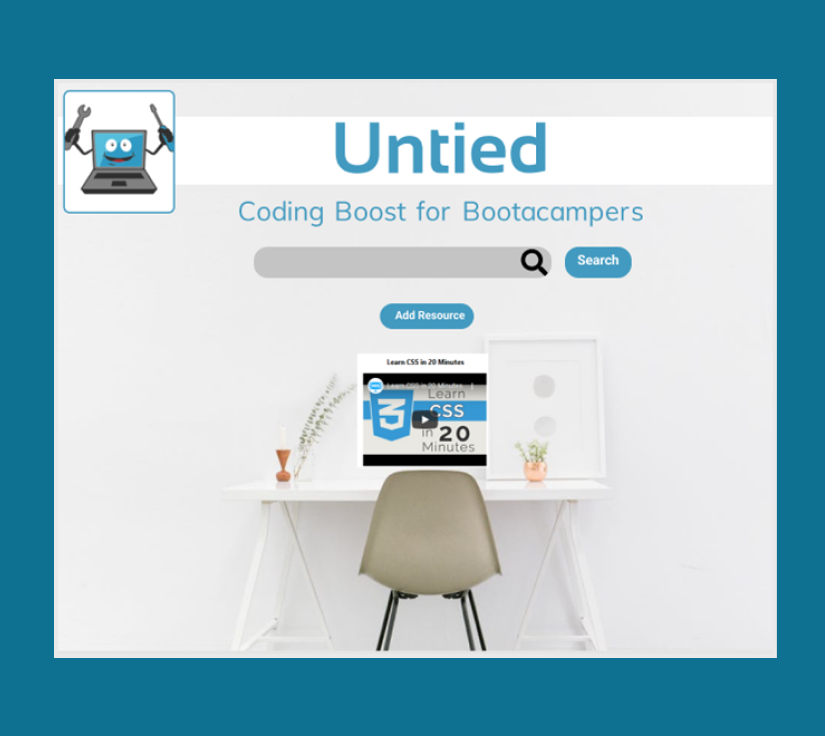 Untied
Coding Boost for Bootacampers
Search
Add Resource
Learn CSS in 20 Minutes
Learn CSS in 20 Minutes
Learn
CSS
in 20
Minutes